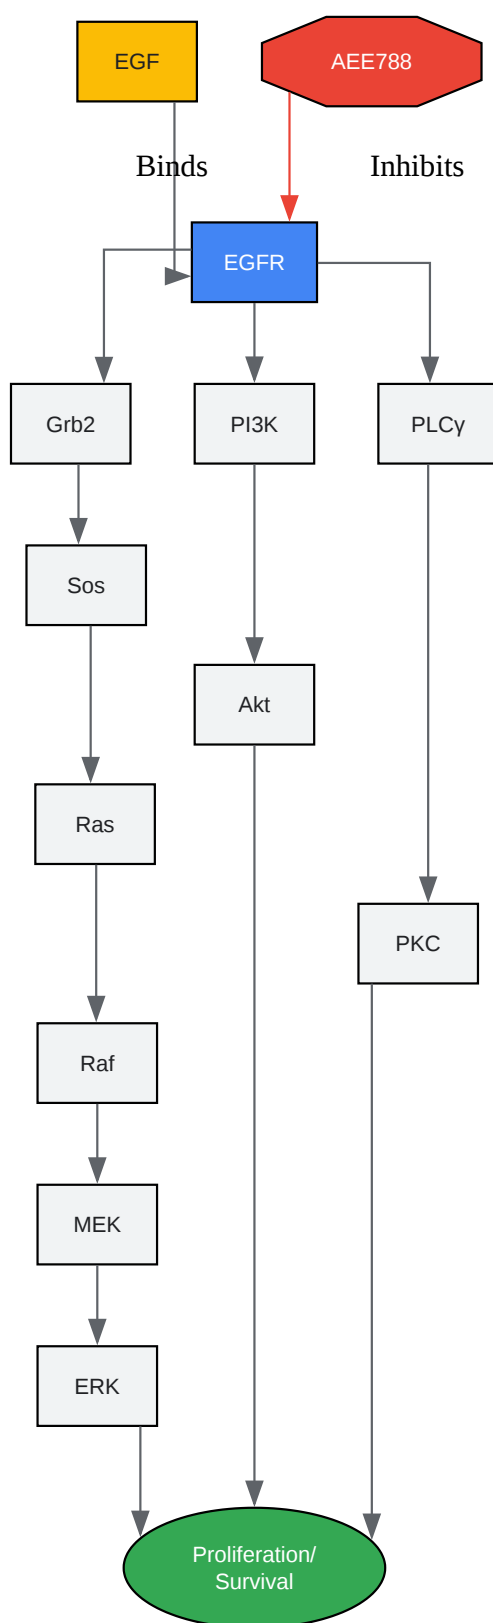 EGF
AEE788
Binds
Inhibits
EGFR
Grb2
PI3K
PLCγ
Sos
Akt
Ras
PKC
Raf
MEK
ERK
Proliferation/
Survival